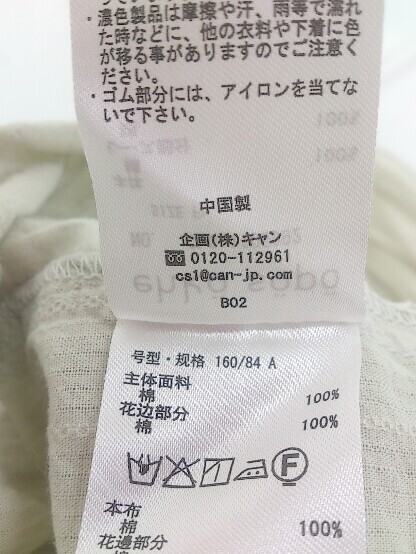 ・濃色製品は摩擦や汗、雨等で濡れ
た時などに、他の衣料や下着に色
が移る事がありますのでご注意く
ださい。
・ゴム部分には、アイロンを当てな
いで下さい。
中国製
企画(株)キャン
0120-112961
cs1@can-jp.com
B02
号型・规格 160/84 A
主体面料
棉 100%
花边部分
棉 100%
F
本布
棉 100%
花邊部分